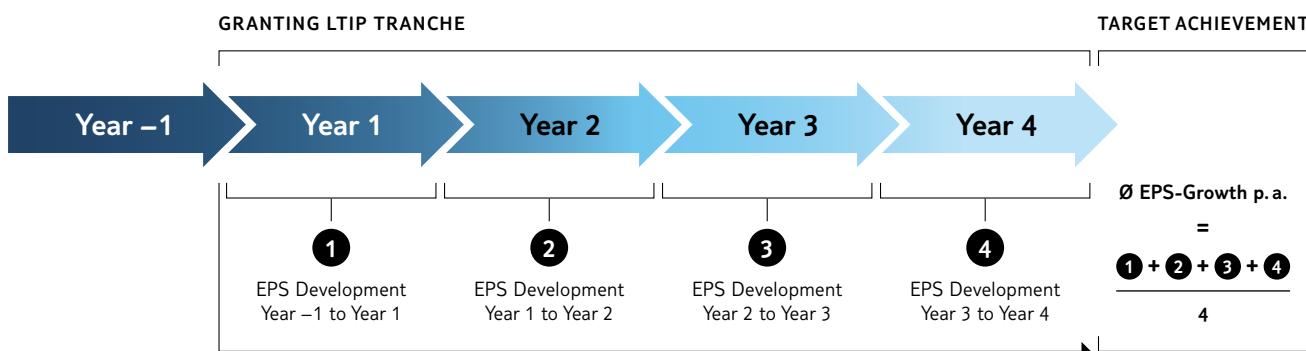 GRANTING LTIP TRANCHE
TARGET ACHIEVEMENT
Year –1
Year 1
Year 2
Year 3
Year 4
1
EPS Development
Year –1 to Year 1
2
EPS Development
Year 1 to Year 2
3
EPS Development
Year 2 to Year 3
4
EPS Development
Year 3 to Year 4
Ø EPS-Growth p. a.
=
1 + 2 + 3 + 4
4